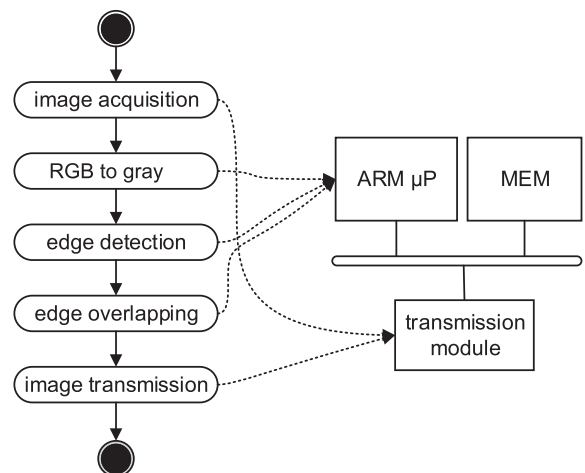 image acquisition
RGB to gray
edge detection
edge overlapping
image transmission
ARM µP
MEM
transmission
module